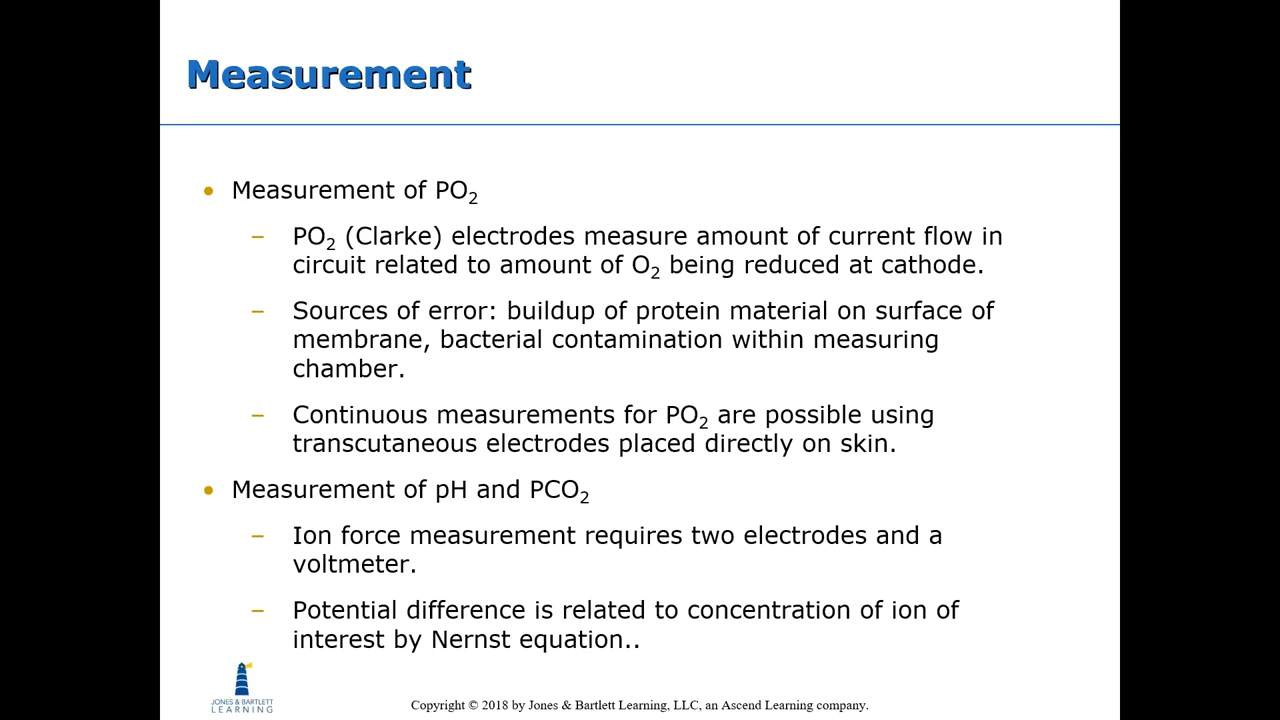 Measurement
• Measurement of PO2
– PO2 (Clarke) electrodes measure amount of current flow in
circuit related to amount of O2 being reduced at cathode.
– Sources of error: buildup of protein material on surface of
membrane, bacterial contamination within measuring
chamber.
– Continuous measurements for PO2 are possible using
transcutaneous electrodes placed directly on skin.
• Measurement of pH and PCO2
– Ion force measurement requires two electrodes and a
voltmeter.
– Potential difference is related to concentration of ion of
interest by Nernst equation..
JONES & BARTLETT
LEARNING
Copyright © 2018 by Jones & Bartlett Learning, LLC, an Ascend Learning company.